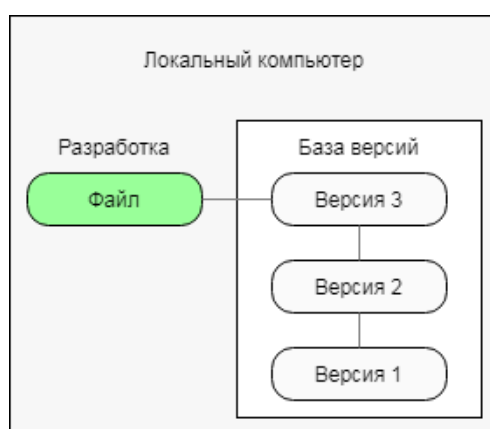 Локальный компьютер
Разработка
База версий
Файл
Версия 3
Версия 2
Версия 1